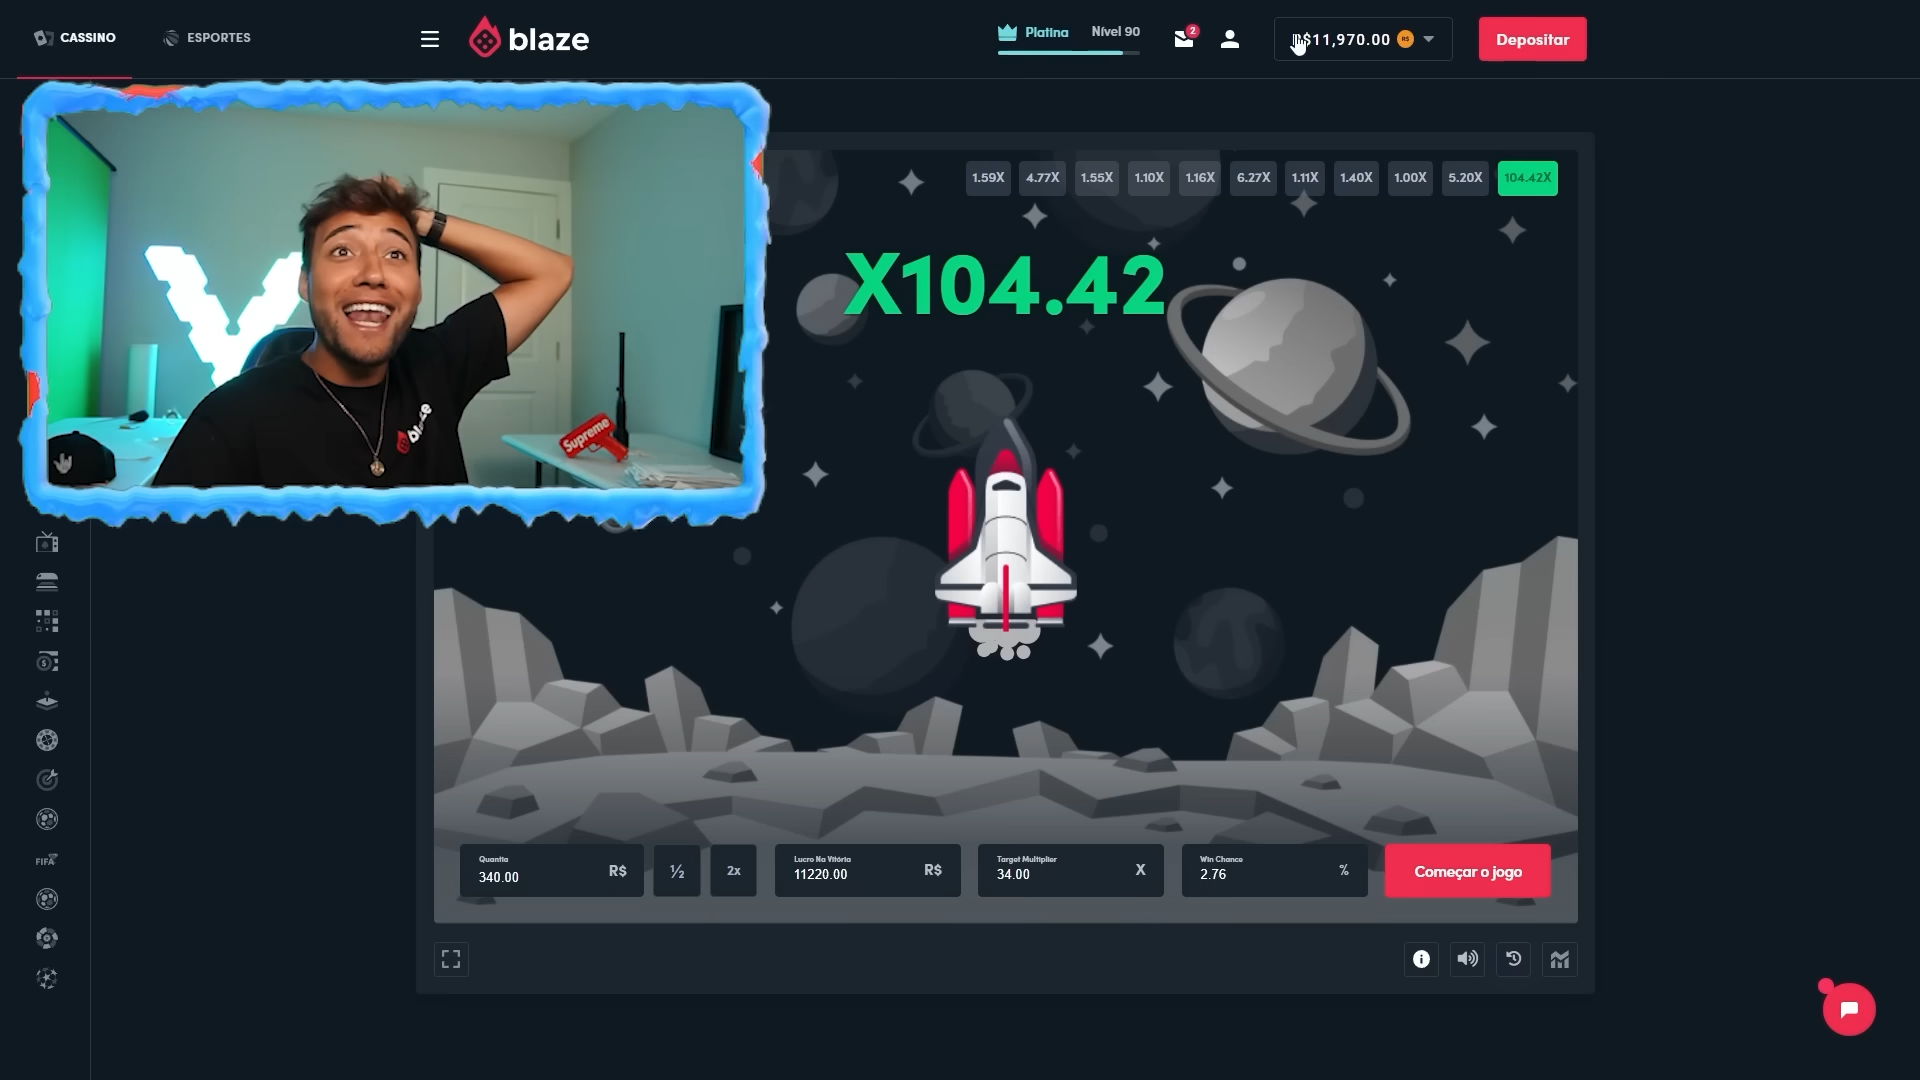 CASSINO
ESPORTES
blaze
Platina
Nível 90
2
R$11,970.00
R$
Depositar
1.59X
4.77X
1.55X
1.10X
1.16X
6.27X
1.11X
1.40X
1.00X
5.20X
104.42X
X104.42
blaze
Supreme
Quantia
340.00
R$
½
2x
Lucro Na Vitória
11220.00
R$
Target Multiplier
34.00
X
Win Chance
2.76
%
Começar o jogo
FIFA